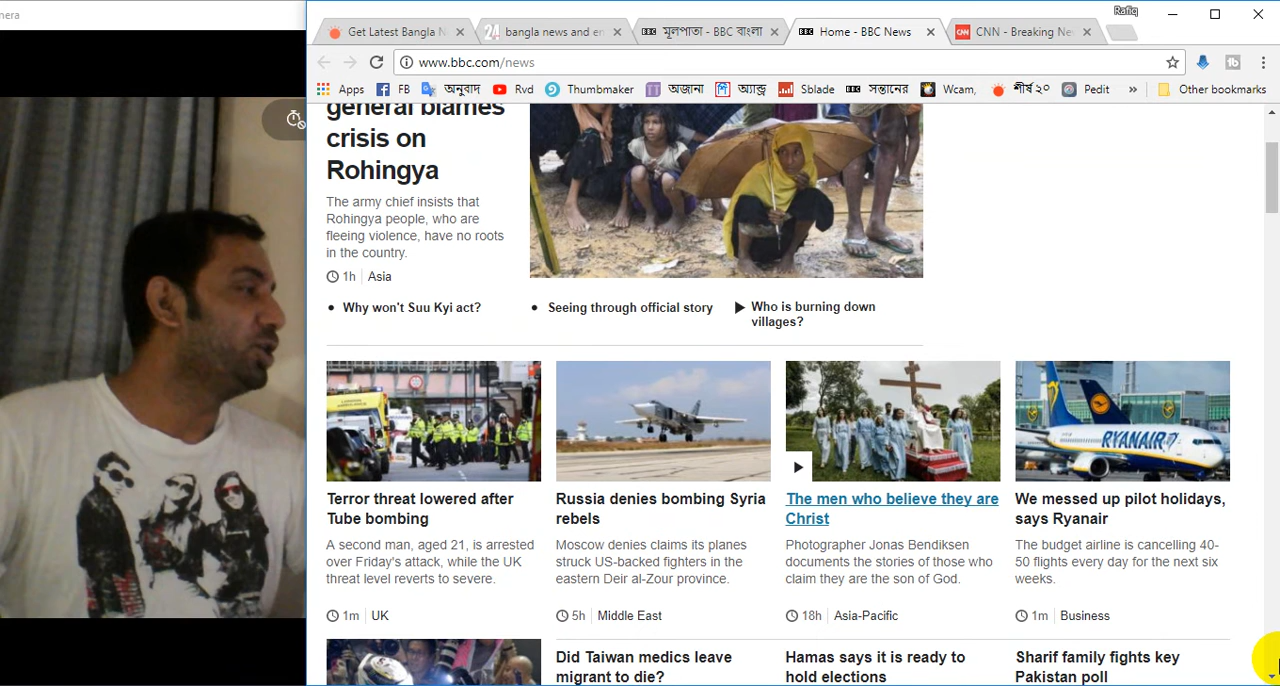 nera
Rafiq
Get Latest Bangla N
bangla news and en
BBC মূলপাতা - BBC বাংলা
BBC Home - BBC News
CNN CNN - Breaking Ne
www.bbc.com/news
Apps FB অনুবাদ Rvd Thumbmaker অজানা অ্যান্ড্র Sblade BBC সন্তানের Wcam, শীর্ষ ২০ Pedit » Other bookmarks
general blames
crisis on
Rohingya
The army chief insists that
Rohingya people, who are
fleeing violence, have no roots
in the country.
1h Asia
Why won't Suu Kyi act?
Seeing through official story
Who is burning down
villages?
LONDON
AMBULANCE
RYANAIR
Terror threat lowered after
Tube bombing
A second man, aged 21, is arrested
over Friday's attack, while the UK
threat level reverts to severe.
1m UK
Russia denies bombing Syria
rebels
Moscow denies claims its planes
struck US-backed fighters in the
eastern Deir al-Zour province.
5h Middle East
The men who believe they are
Christ
Photographer Jonas Bendiksen
documents the stories of those who
claim they are the son of God.
18h Asia-Pacific
We messed up pilot holidays,
says Ryanair
The budget airline is cancelling 40-
50 flights every day for the next six
weeks.
1m Business
Did Taiwan medics leave
migrant to die?
Hamas says it is ready to
hold elections
Sharif family fights key
Pakistan poll